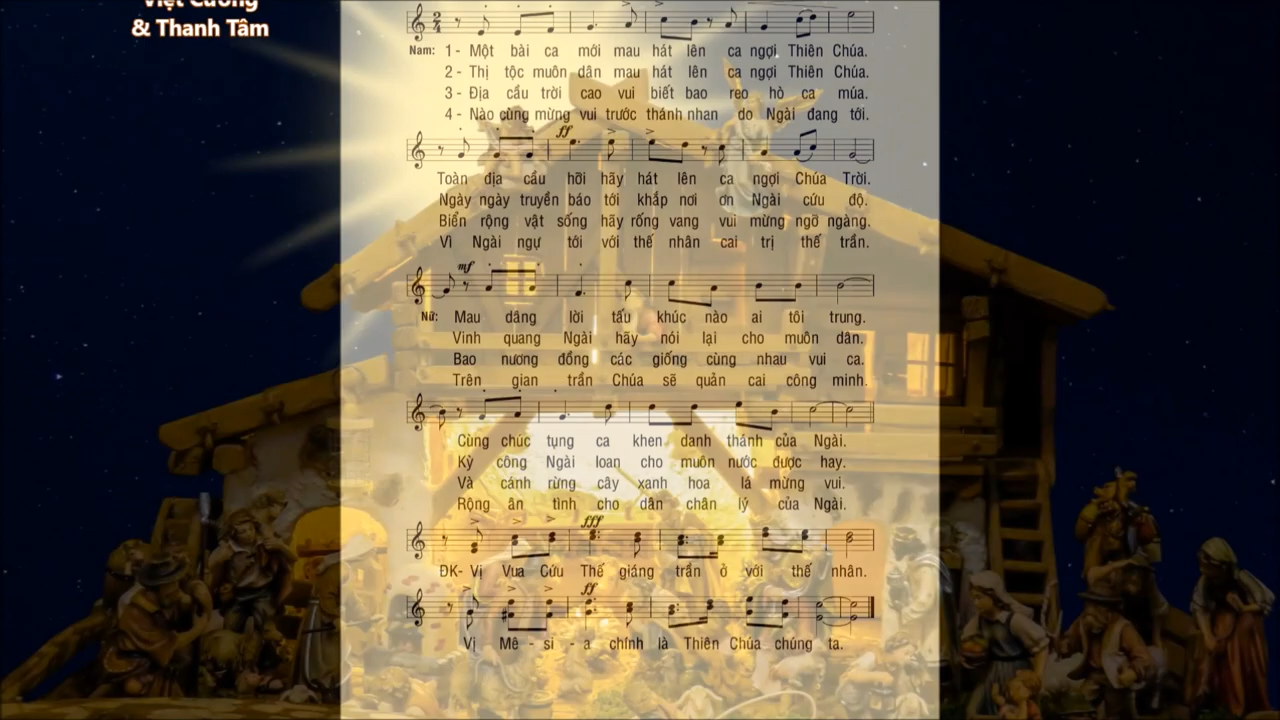 Việt Cường
& Thanh Tâm
Nam: 1- Một bài ca mới mau hát lên ca ngợi Thiên Chúa.
2 - Thị tộc muôn dân mau hát lên ca ngợi Thiên Chúa.
3 - Địa cầu trời cao vui biết bao reo hò ca múa.
4 - Nào cùng mừng vui trước thánh nhan do Ngài đang tới.
ff
Toàn địa cầu hỡi hãy hát lên ca ngợi Chúa Trời.
Ngày ngày truyền báo tới khắp nơi ơn Ngài cứu độ.
Biển rộng vật sống hãy rống vang vui mừng ngỡ ngàng.
Vì Ngài ngự tới với thế nhân cai trị thế trần.
mf
Nữ: Mau dâng lời tấu khúc nào ai tôi trung.
Vinh quang Ngài hãy nói lại cho muôn dân.
Bao nương đồng các giống cùng nhau vui ca.
Trên gian trần Chúa sẽ quản cai công minh.
Cùng chúc tụng ca khen danh thánh của Ngài.
Kỳ công Ngài loan cho muôn nước được hay.
Và cánh rừng cây xanh hoa lá mừng vui.
Rộng ân tình cho dân chân lý của Ngài.
fff
ĐK- Vị Vua Cứu Thế giáng trần ở với thế nhân.
ff
Vị Mê - si - a chính là Thiên Chúa chúng ta.